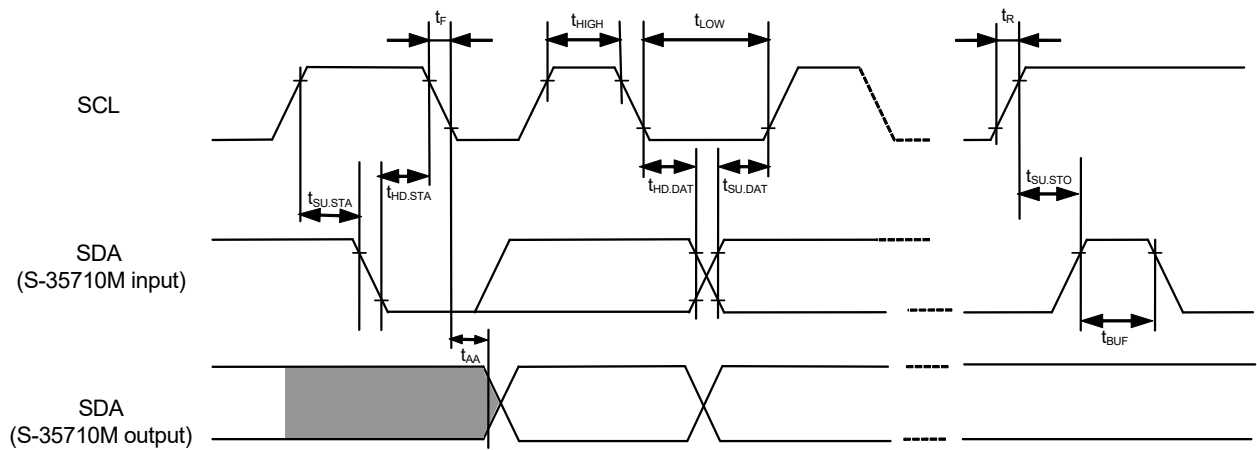 tF
tHIGH
tLOW
tR
SCL
tSU.STA
tHD.STA
tHD.DAT
tSU.DAT
tSU.STO
SDA
(S-35710M input)
tBUF
tAA
SDA
(S-35710M output)